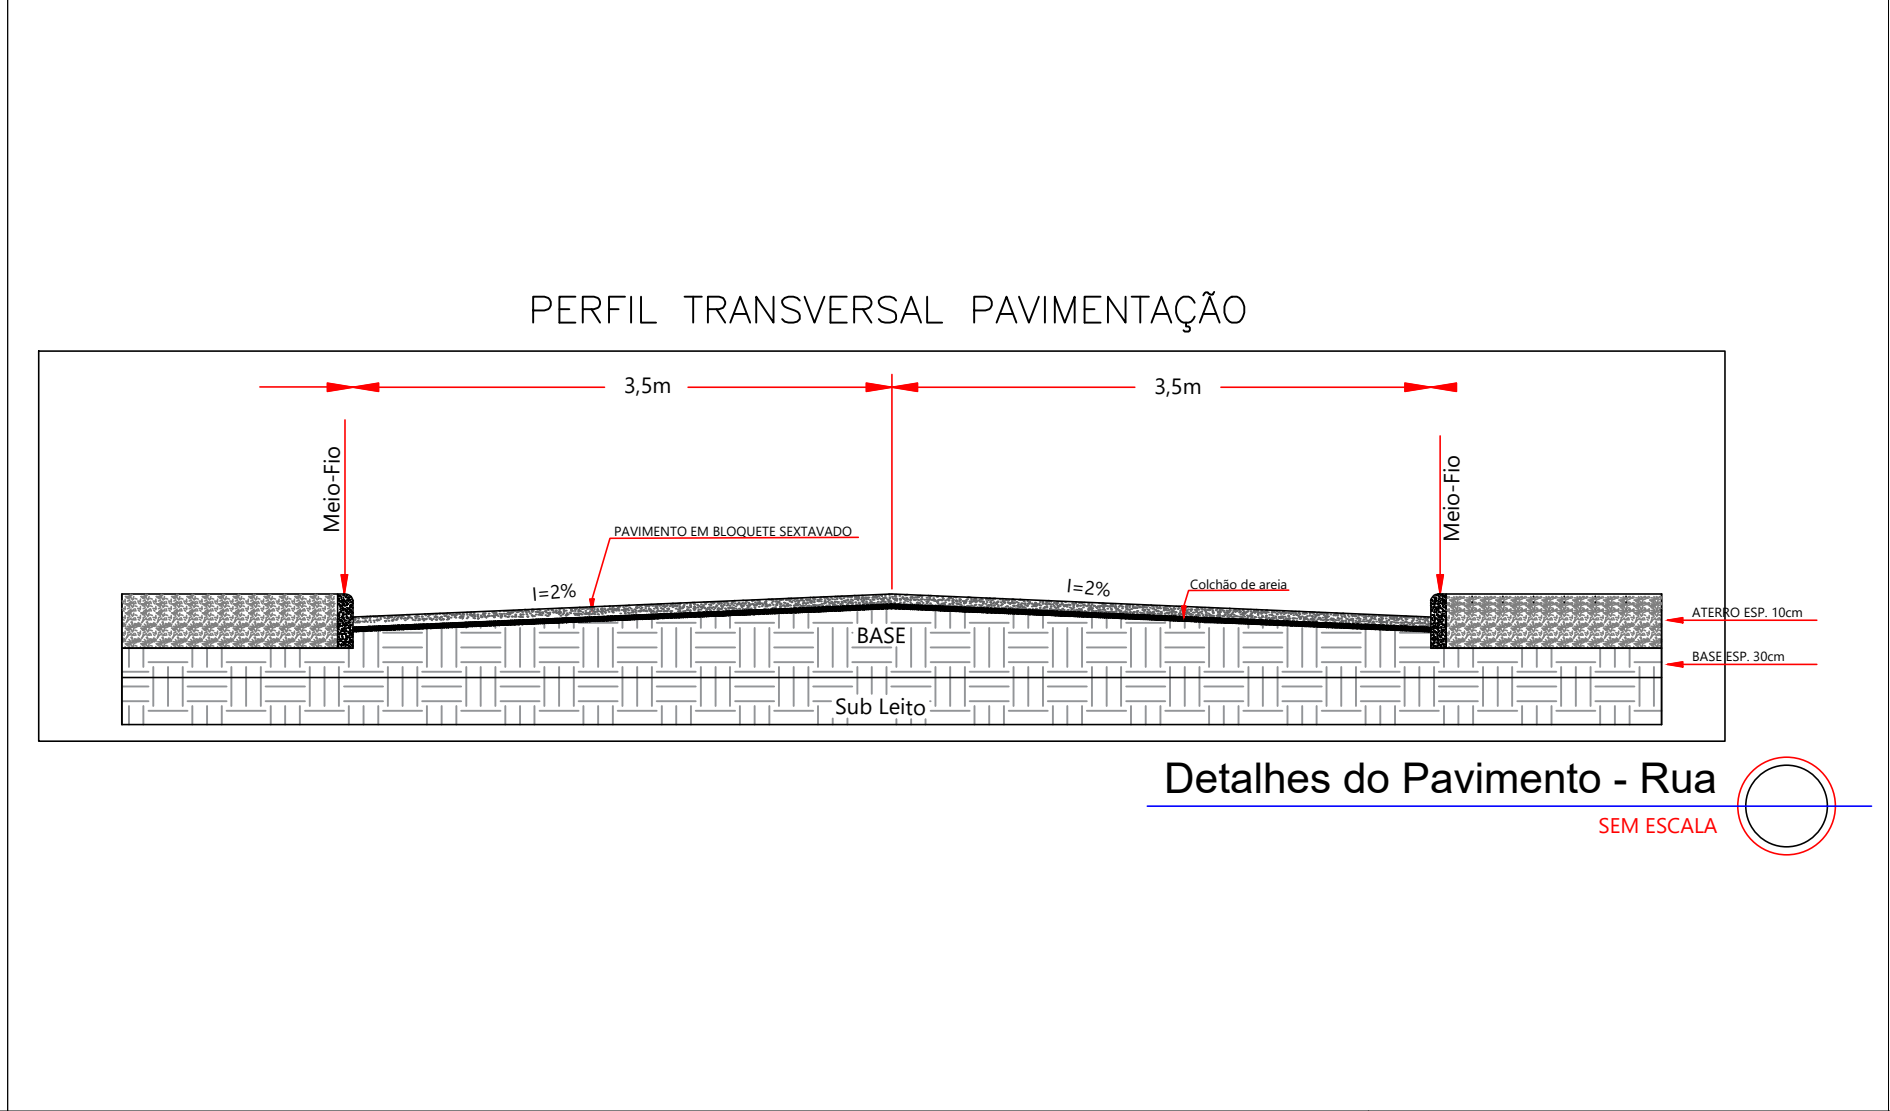 PERFIL TRANSVERSAL PAVIMENTAÇÃO
3,5m
3,5m
Meio-Fio
Meio-Fio
PAVIMENTO EM BLOQUETE SEXTAVADO
I=2%
I=2%
Colchão de areia
ATERRO ESP. 10cm
BASE
BASE ESP. 30cm
Sub Leito
Detalhes do Pavimento - Rua
SEM ESCALA